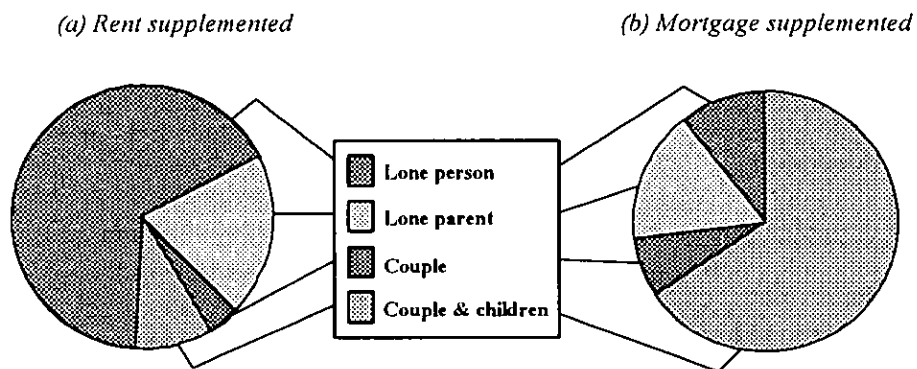 (a) Rent supplemented
(b) Mortgage supplemented
Lone person
Lone parent
Couple
Couple & children